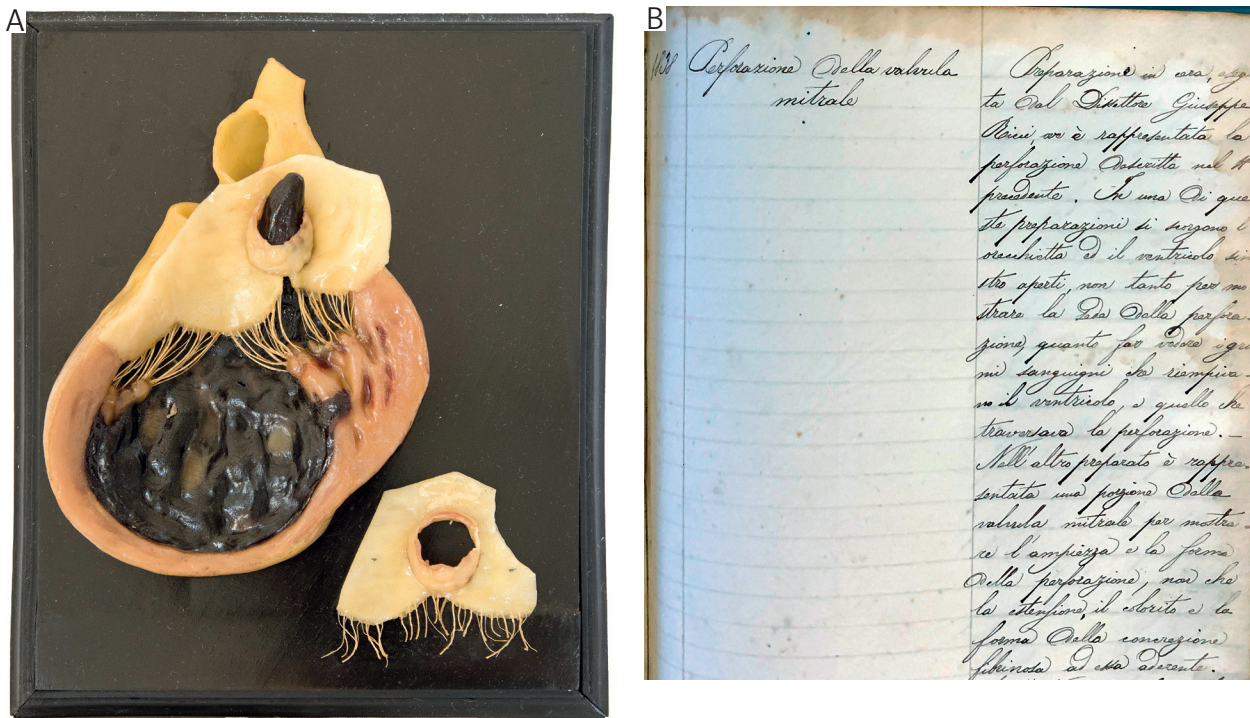 A
B
1838
Perforazione della valvula
mitrale
Preparazione in cera, esegui
ta dal Direttore Giuseppe
Ricci, ove è rappresentata la
perforazione descritta nel N°
precedente. In una di que
ste preparazioni si scorgono l'
orecchietta ed il ventricolo sini
stro aperti, non tanto per mo
strare la sede della perfora-
zione, quanto far vedere i gru
mi sanguigni che riempiva-
no il ventricolo, e quello che
traversava la perforazione. -
Nell'altro preparato è rappre
sentata una porzione della
valvula mitrale per mostra
re l'ampiezza e la forma
della perforazione, non che
la estensione, il colorito e la
forma della concrezione
fibrinosa ad essa aderente.